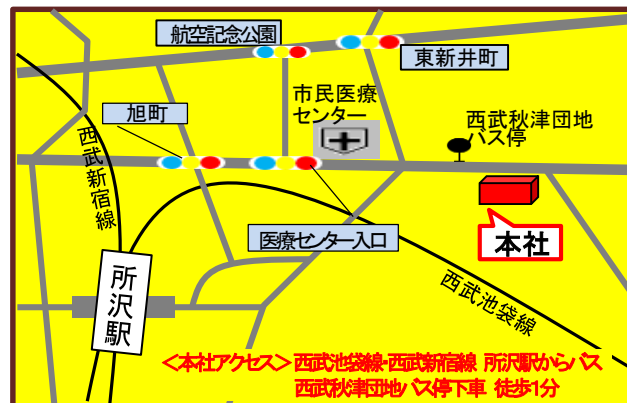 航空記念公園
東新井町
市民医療
センター
旭町
西武秋津団地
バス停
西武新宿線
医療センター入口
本社
所沢駅
西武池袋線
＜本社アクセス＞西武池袋線・西武新宿線 所沢駅からバス
西武秋津団地バス停下車 徒歩1分